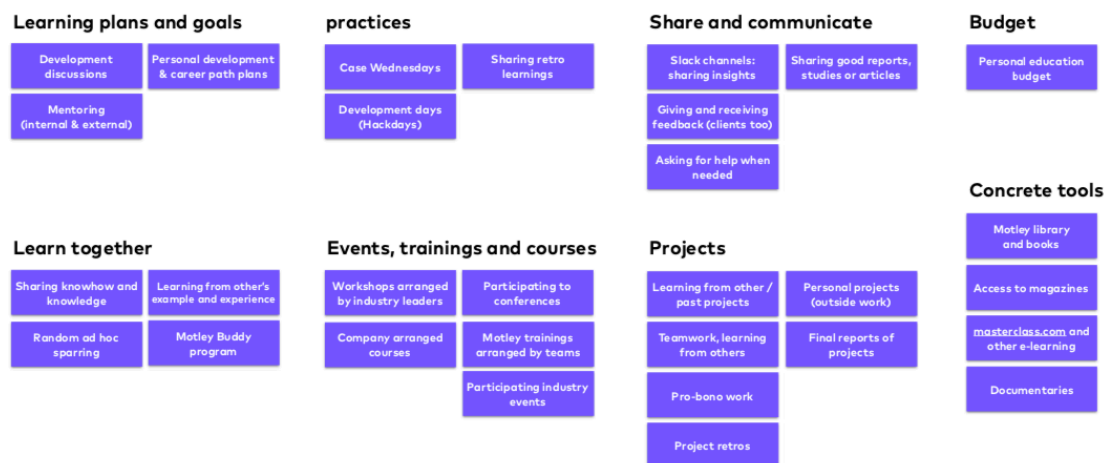 Learning plans and goals
Development
discussions
Personal development
& career path plans
Mentoring
(internal & external)
practices
Case Wednesdays
Sharing retro
learnings
Development days
(Hackdays)
Share and communicate
Slack channels:
sharing insights
Sharing good reports,
studies or articles
Giving and receiving
feedback (clients too)
Asking for help when
needed
Budget
Personal education
budget
Learn together
Sharing knowhow and
knowledge
Learning from other's
example and experience
Random ad hoc
sparring
Motley Buddy
program
Events, trainings and courses
Workshops arranged
by industry leaders
Participating to
conferences
Company arranged
courses
Motley trainings
arranged by teams
Participating industry
events
Projects
Learning from other /
past projects
Personal projects
(outside work)
Teamwork, learning
from others
Final reports of
projects
Pro-bono work
Project retros
Concrete tools
Motley library
and books
Access to magazines
masterclass.com and
other e-learning
Documentaries